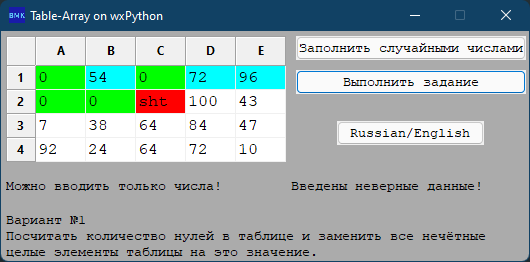 BMK Table-Array on wxPython
A B C D E
1 0 54 0 72 96
2 0 0 sht 100 43
3 7 38 64 84 47
4 92 24 64 72 10
Заполнить случайными числами
Выполнить задание
Russian/English
Можно вводить только числа! Введены неверные данные!
Вариант №1
Посчитать количество нулей в таблице и заменить все нечётные
целые элементы таблицы на это значение.